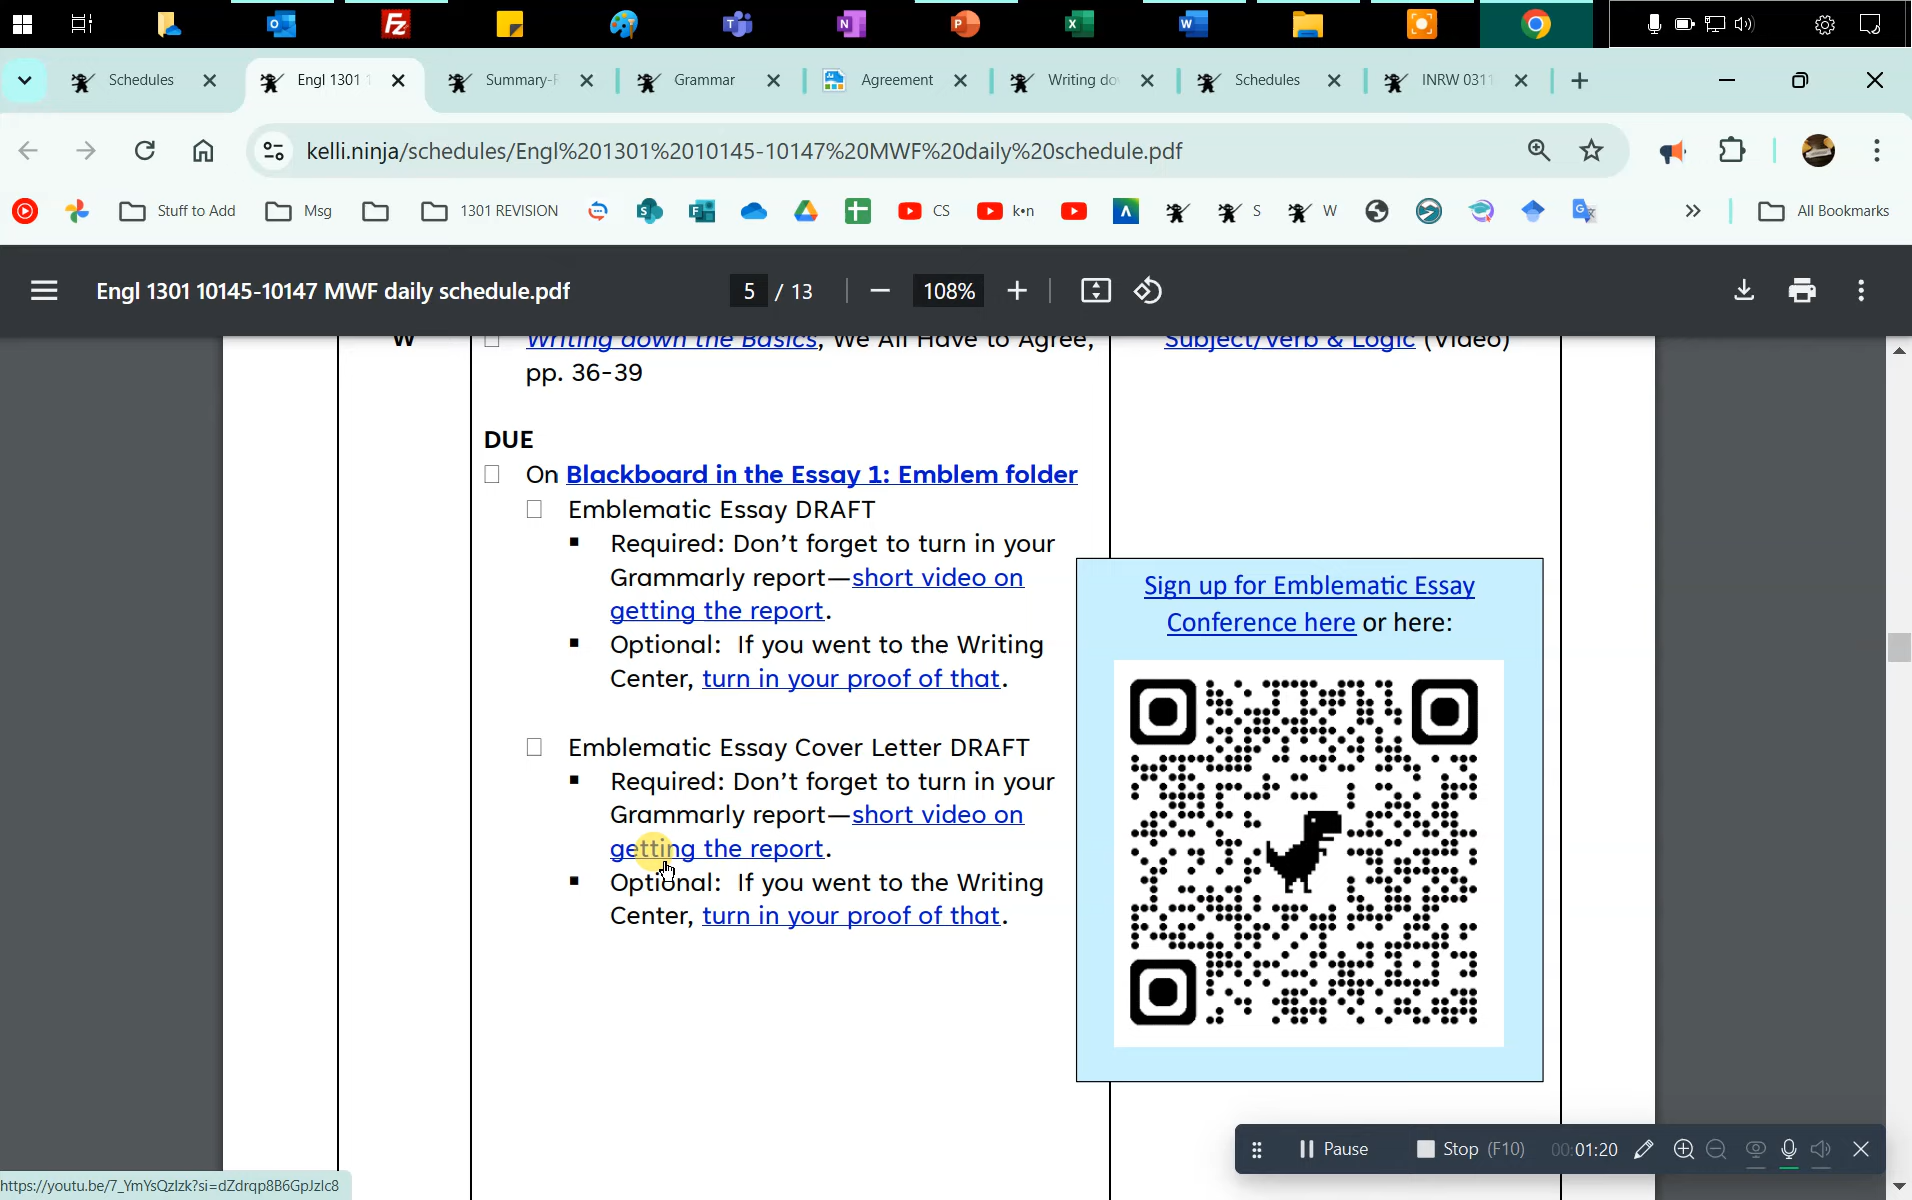 Schedules
Engl 1301 1
Summary-F
Grammar
Agreement
Writing do
Schedules
INRW 0311
kelli.ninja/schedules/Engl%201301%2010145-10147%20MWF%20daily%20schedule.pdf
Stuff to Add
Msg
1301 REVISION
CS
k•n
S
W
»
All Bookmarks
Engl 1301 10145-10147 MWF daily schedule.pdf
5 / 13
108%
W
Writing down the Basics, We All Have to Agree,
pp. 36-39
Subject/Verb & Logic (Video)
DUE
On Blackboard in the Essay 1: Emblem folder
Emblematic Essay DRAFT
Required: Don't forget to turn in your
Grammarly report—short video on
getting the report.
Optional: If you went to the Writing
Center, turn in your proof of that.
Emblematic Essay Cover Letter DRAFT
Required: Don't forget to turn in your
Grammarly report—short video on
getting the report.
Optional: If you went to the Writing
Center, turn in your proof of that.
Sign up for Emblematic Essay
Conference here or here:
Pause
Stop (F10)
00:01:20
https://youtu.be/7_YmYsQzlzk?si=dZdrqp8B6GpJzlc8